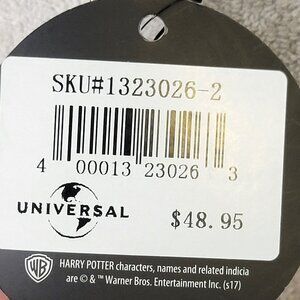 SKU#1323026-2
4 00013 23026 3
UNIVERSAL
$48.95
WB
HARRY POTTER characters, names and related indicia
are © & ™ Warner Bros. Entertainment Inc. (s17)